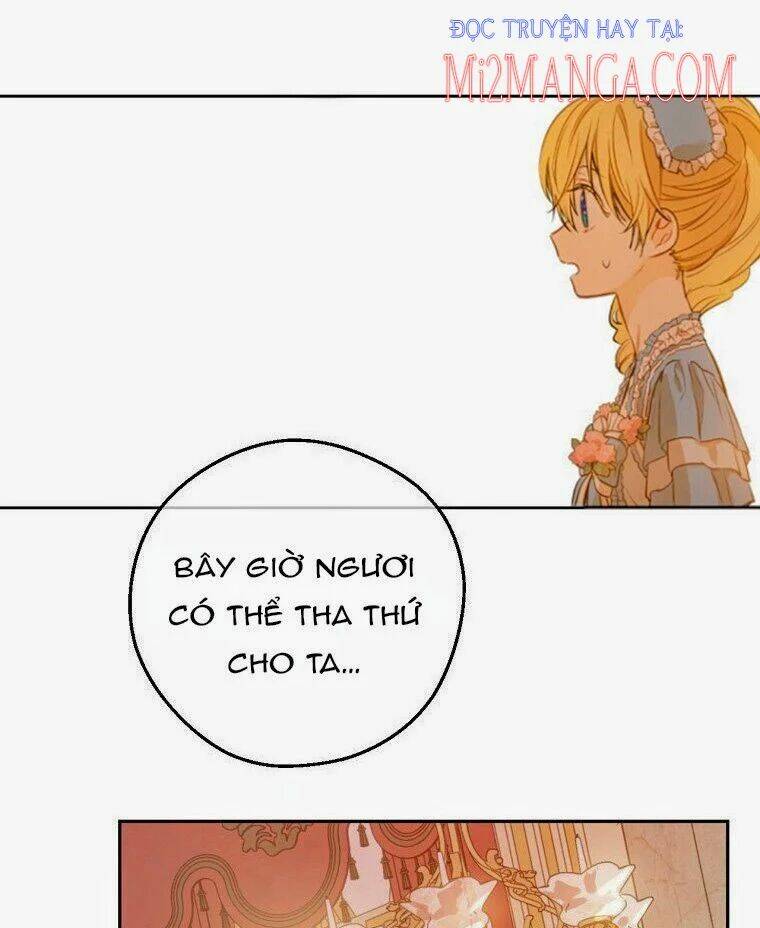 ĐỌC TRUYỆN HAY TẠI:
MI2MANGA.COM
BÂY GIỜ NGƯƠI
CÓ THỂ THA THỨ
CHO TA...